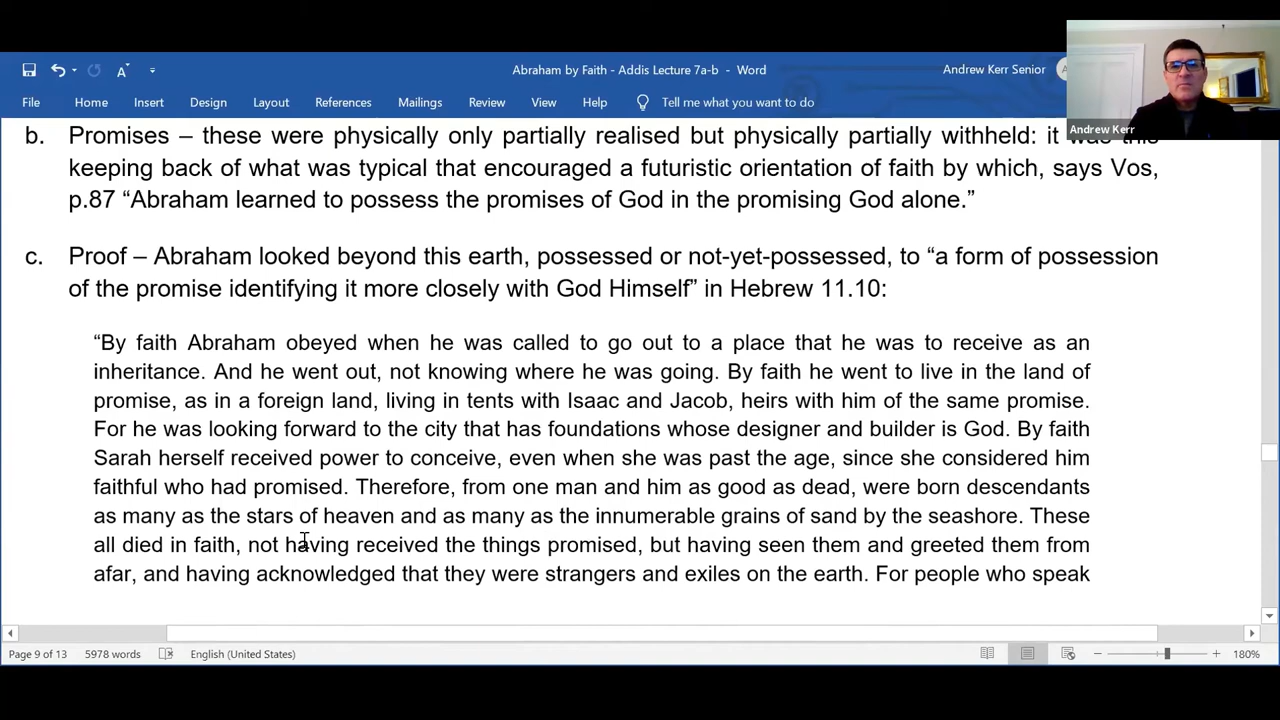 Abraham by Faith - Addis Lecture 7a-b - Word
Andrew Kerr Senior
File Home Insert Design Layout References Mailings Review View Help Tell me what you want to do
Andrew Kerr
b. Promises – these were physically only partially realised but physically partially withheld: it was this
keeping back of what was typical that encouraged a futuristic orientation of faith by which, says Vos,
p.87 “Abraham learned to possess the promises of God in the promising God alone.”
c. Proof – Abraham looked beyond this earth, possessed or not-yet-possessed, to “a form of possession
of the promise identifying it more closely with God Himself” in Hebrew 11.10:
“By faith Abraham obeyed when he was called to go out to a place that he was to receive as an
inheritance. And he went out, not knowing where he was going. By faith he went to live in the land of
promise, as in a foreign land, living in tents with Isaac and Jacob, heirs with him of the same promise.
For he was looking forward to the city that has foundations whose designer and builder is God. By faith
Sarah herself received power to conceive, even when she was past the age, since she considered him
faithful who had promised. Therefore, from one man and him as good as dead, were born descendants
as many as the stars of heaven and as many as the innumerable grains of sand by the seashore. These
all died in faith, not having received the things promised, but having seen them and greeted them from
afar, and having acknowledged that they were strangers and exiles on the earth. For people who speak
Page 9 of 13 5978 words English (United States) 180%